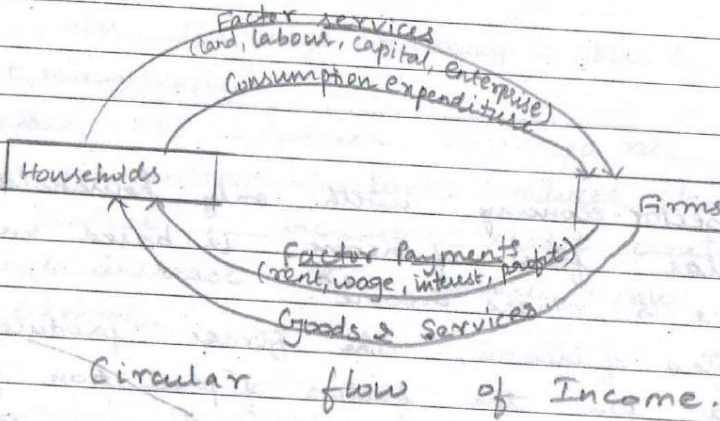 Factor services
(land, labour, capital, enterprise)
Consumption expenditure
Households
Firms
Factor Payments
(rent, wage, interest, profit)
Goods & Services
Circular flow of Income.